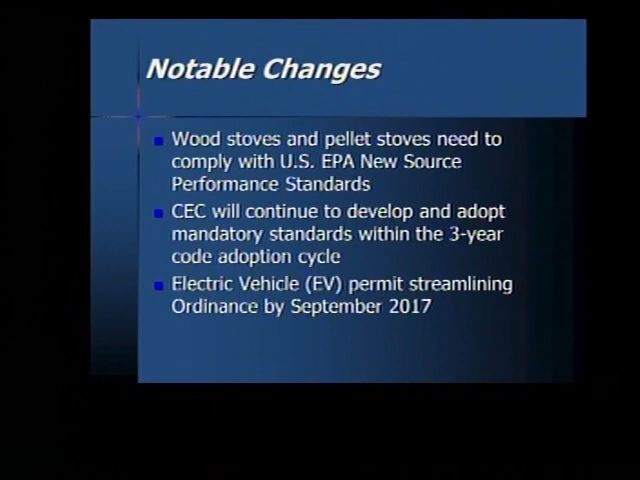 Notable Changes
Wood stoves and pellet stoves need to
comply with U.S. EPA New Source
Performance Standards
CEC will continue to develop and adopt
mandatory standards within the 3-year
code adoption cycle
Electric Vehicle (EV) permit streamlining
Ordinance by September 2017